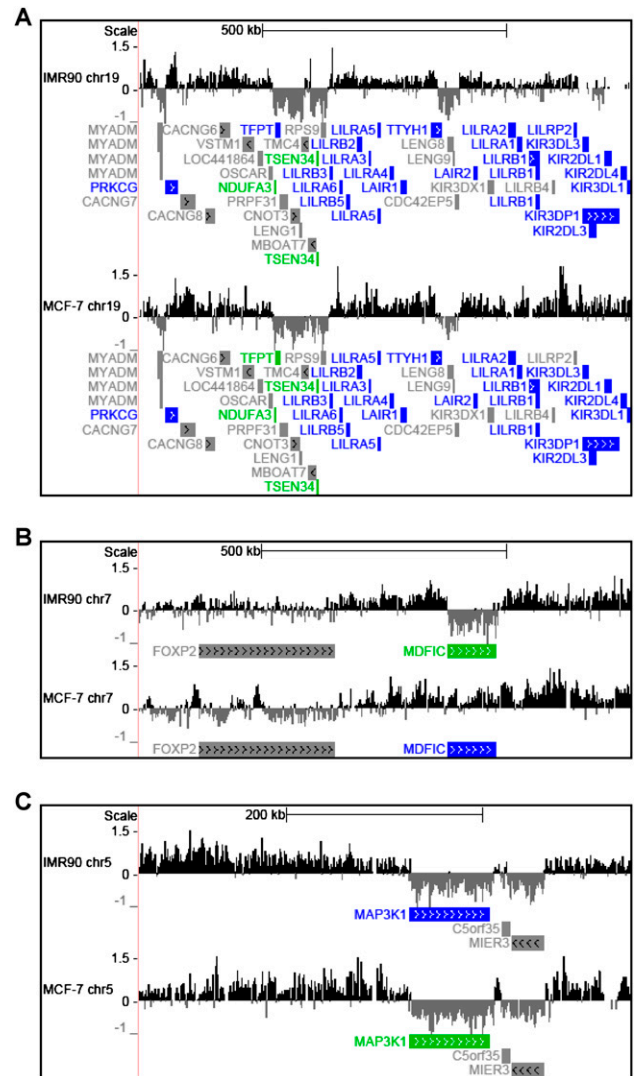 A
Scale 500 kb
1.5
IMR90 chr19
0
-1
MYADM CACNG6 TFPT RPS9 LILRA5 TTYH1 LILRA2 LILRP2
MYADM VSTM1 TMC4 LILRB2 LENG8 LILRA1 KIR3DL3
MYADM LOC441864 TSEN34 LILRA3 LENG9 LILRB1 KIR2DL1
MYADM OSCAR LILRB3 LILRA4 LAIR2 LILRB1 KIR2DL4
PRKCG NDUFA3 LILRA6 LAIR1 KIR3DX1 LILRB4 KIR3DL1
CACNG7 PRPF31 LILRB5 CDC42EP5 LILRB1
CACNG8 CNOT3 LILRA5 KIR3DP1
LENG1 KIR2DL3
MBOAT7
TSEN34
1.5
MCF-7 chr19
0
-1
MYADM CACNG6 TFPT RPS9 LILRA5 TTYH1 LILRA2 LILRP2
MYADM VSTM1 TMC4 LILRB2 LENG8 LILRA1 KIR3DL3
MYADM LOC441864 TSEN34 LILRA3 LENG9 LILRB1 KIR2DL1
MYADM OSCAR LILRB3 LILRA4 LAIR2 LILRB1 KIR2DL4
PRKCG NDUFA3 LILRA6 LAIR1 KIR3DX1 LILRB4 KIR3DL1
CACNG7 PRPF31 LILRB5 CDC42EP5 LILRB1
CACNG8 CNOT3 LILRA5 KIR3DP1
LENG1 KIR2DL3
MBOAT7
TSEN34
B
Scale 500 kb
1.5
IMR90 chr7
0
-1
FOXP2 MDFIC
1.5
MCF-7 chr7
0
-1
FOXP2 MDFIC
C
Scale 200 kb
1.5
IMR90 chr5
0
-1
MAP3K1
C5orf35
MIER3
1.5
MCF-7 chr5
0
-1
MAP3K1
C5orf35
MIER3